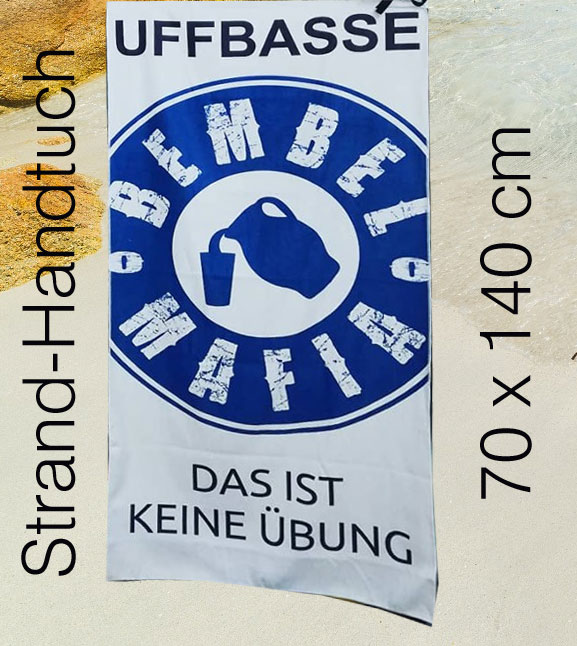 UFFBASSE
BEMBEL
MAFIA
DAS IST
KEINE ÜBUNG
Strand-Handtuch
70 x 140 cm